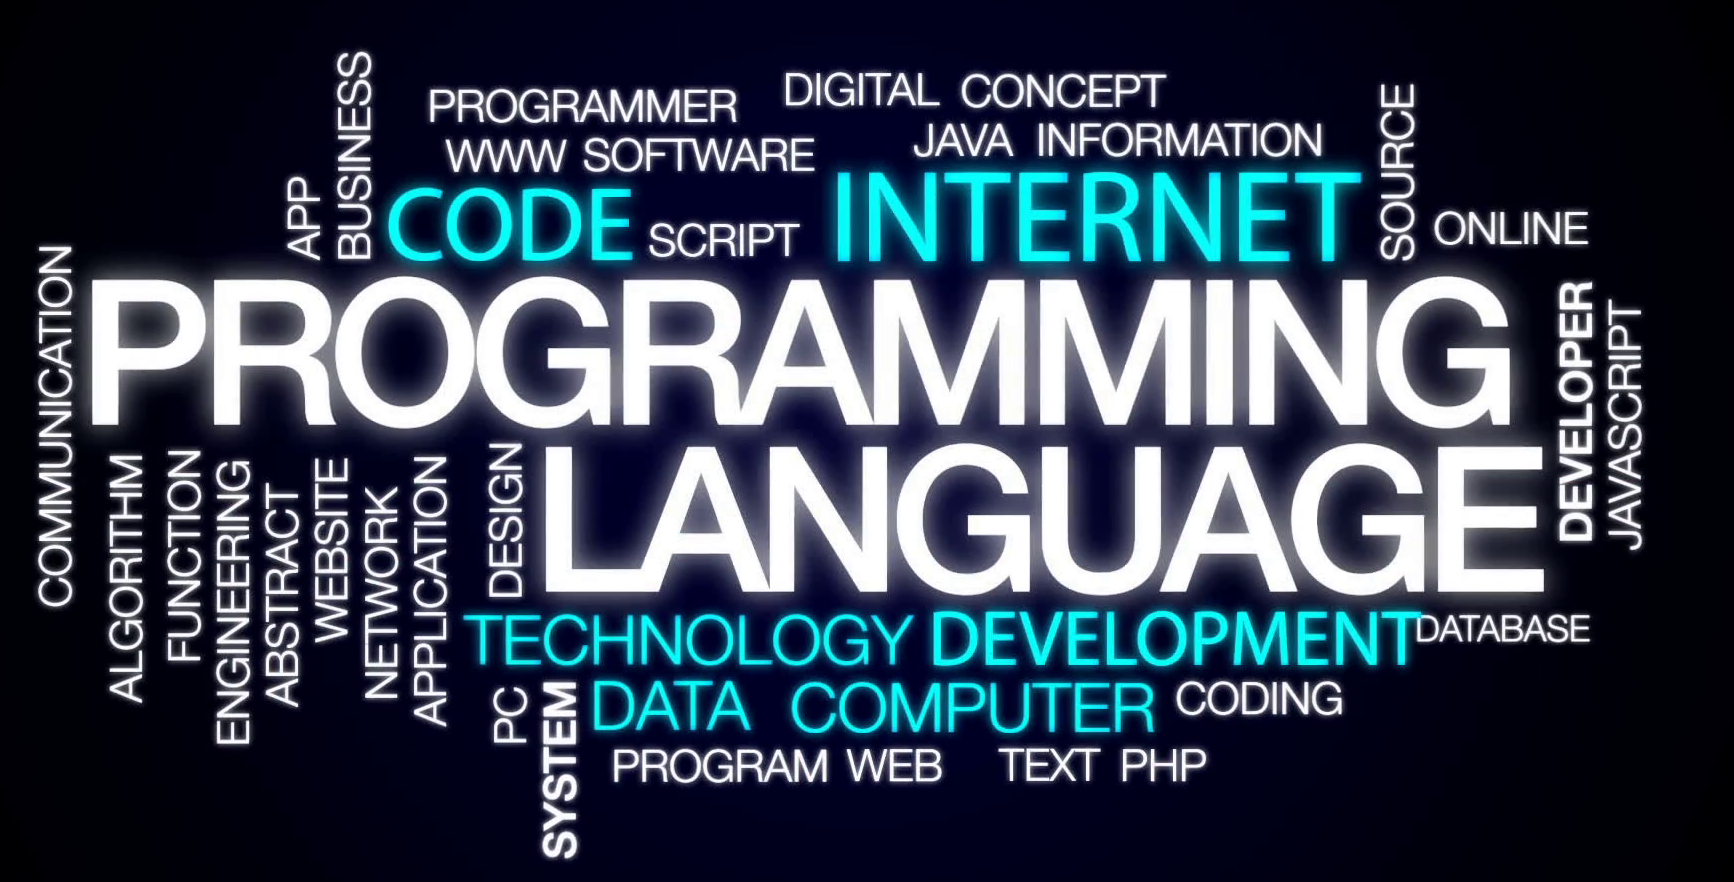 BUSINESS
PROGRAMMER
DIGITAL CONCEPT
SOURCE
WWW SOFTWARE
JAVA INFORMATION
APP
CODE
SCRIPT
INTERNET
ONLINE
COMMUNICATION
PROGRAMMING
DEVELOPER
JAVASCRIPT
LANGUAGE
ALGORITHM
FUNCTION
ENGINEERING
ABSTRACT
WEBSITE
NETWORK
APPLICATION
DESIGN
TECHNOLOGY
DEVELOPMENT
DATABASE
PC
SYSTEM
DATA COMPUTER
CODING
PROGRAM WEB
TEXT PHP